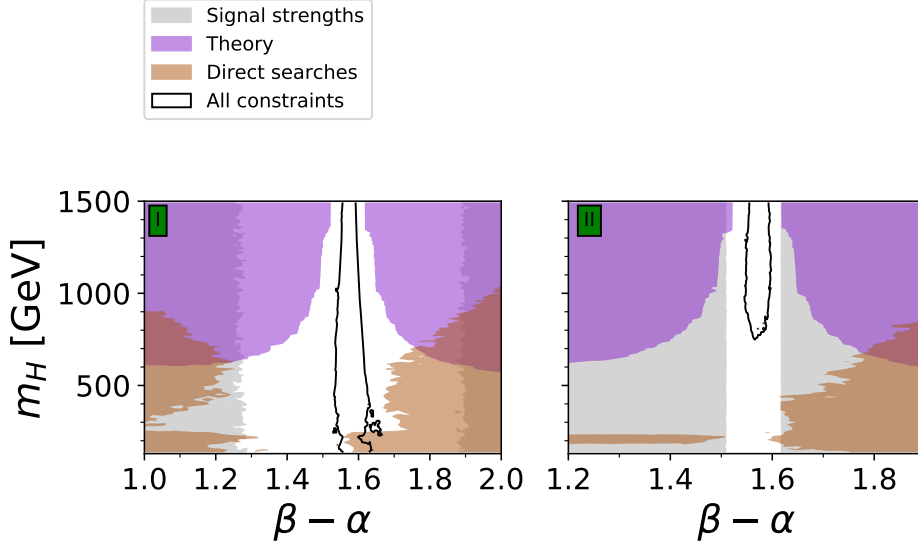 Signal strengths
Theory
Direct searches
All constraints
I
II
1500
1000
500
m_H [GeV]
1.0 1.2 1.4 1.6 1.8 2.0
1.2 1.4 1.6 1.8
β − α
β − α